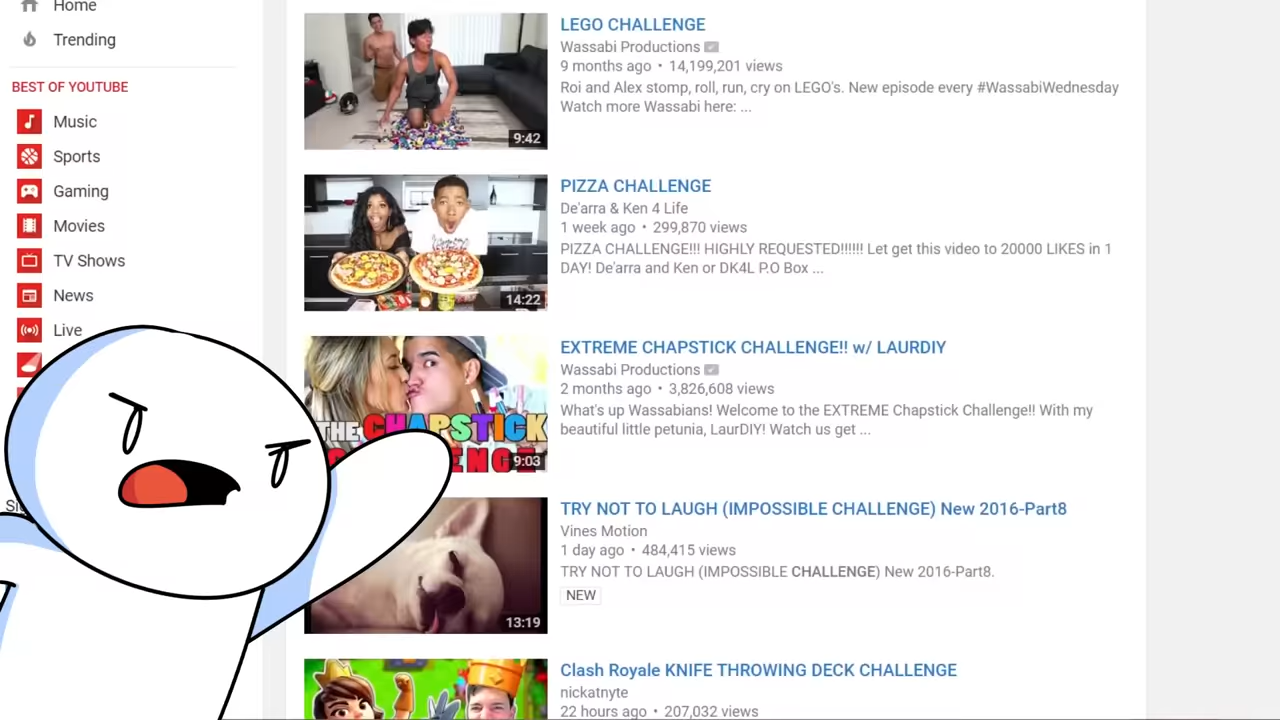 Home
Trending
BEST OF YOUTUBE
Music
Sports
Gaming
Movies
TV Shows
News
Live
LEGO CHALLENGE
Wassabi Productions
9 months ago • 14,199,201 views
Roi and Alex stomp, roll, run, cry on LEGO's. New episode every #WassabiWednesday
Watch more Wassabi here: ...
9:42
PIZZA CHALLENGE
De'arra & Ken 4 Life
1 week ago • 299,870 views
PIZZA CHALLENGE!!! HIGHLY REQUESTED!!!!!! Let get this video to 20000 LIKES in 1
DAY! De'arra and Ken or DK4L P.O Box ...
14:22
EXTREME CHAPSTICK CHALLENGE!! w/ LAURDIY
Wassabi Productions
2 months ago • 3,826,608 views
What's up Wassabians! Welcome to the EXTREME Chapstick Challenge!! With my
beautiful little petunia, LaurDIY! Watch us get ...
THE CHAPSTICK
9:03
TRY NOT TO LAUGH (IMPOSSIBLE CHALLENGE) New 2016-Part8
Vines Motion
1 day ago • 484,415 views
TRY NOT TO LAUGH (IMPOSSIBLE CHALLENGE) New 2016-Part8.
NEW
13:19
Clash Royale KNIFE THROWING DECK CHALLENGE
nickatnyte
22 hours ago • 207,032 views